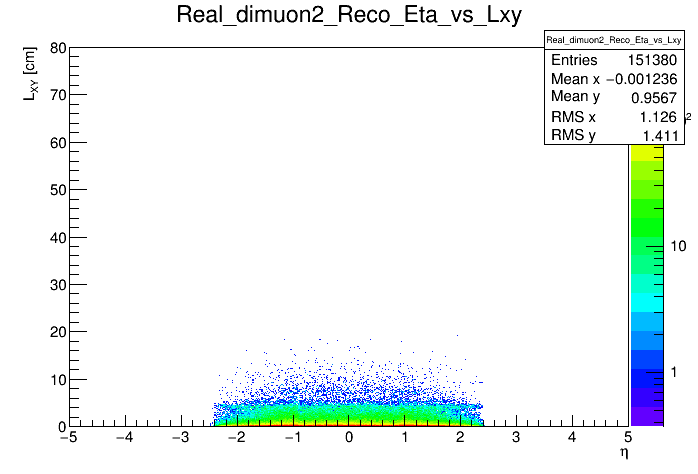 Real_dimuon2_Reco_Eta_vs_Lxy
Real_dimuon2_Reco_Eta_vs_Lxy
Entries 151380
Mean x −0.001236
Mean y 0.9567
RMS x 1.126
RMS y 1.411
L_XY [cm]
80
70
60
50
40
30
20
10
0
2
10
1
−5 −4 −3 −2 −1 0 1 2 3 4 5
η